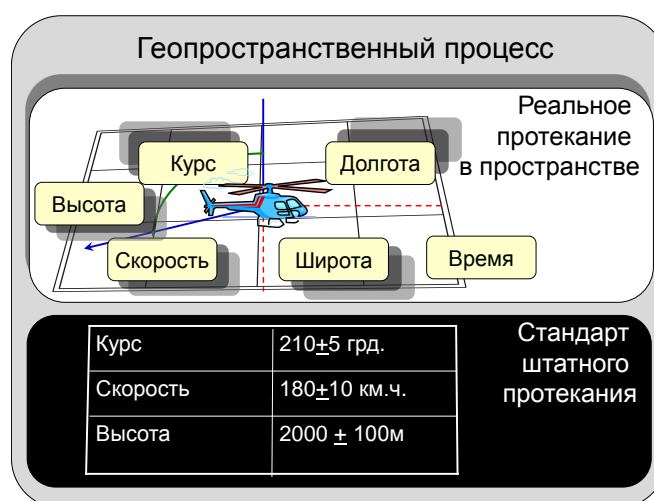 Геопространственный процесс
Реальное
протекание
в пространстве
Курс
Долгота
Высота
Скорость
Широта
Время
Стандарт
штатного
протекания
Курс 210±5 грд.
Скорость 180±10 км.ч.
Высота 2000 ± 100м